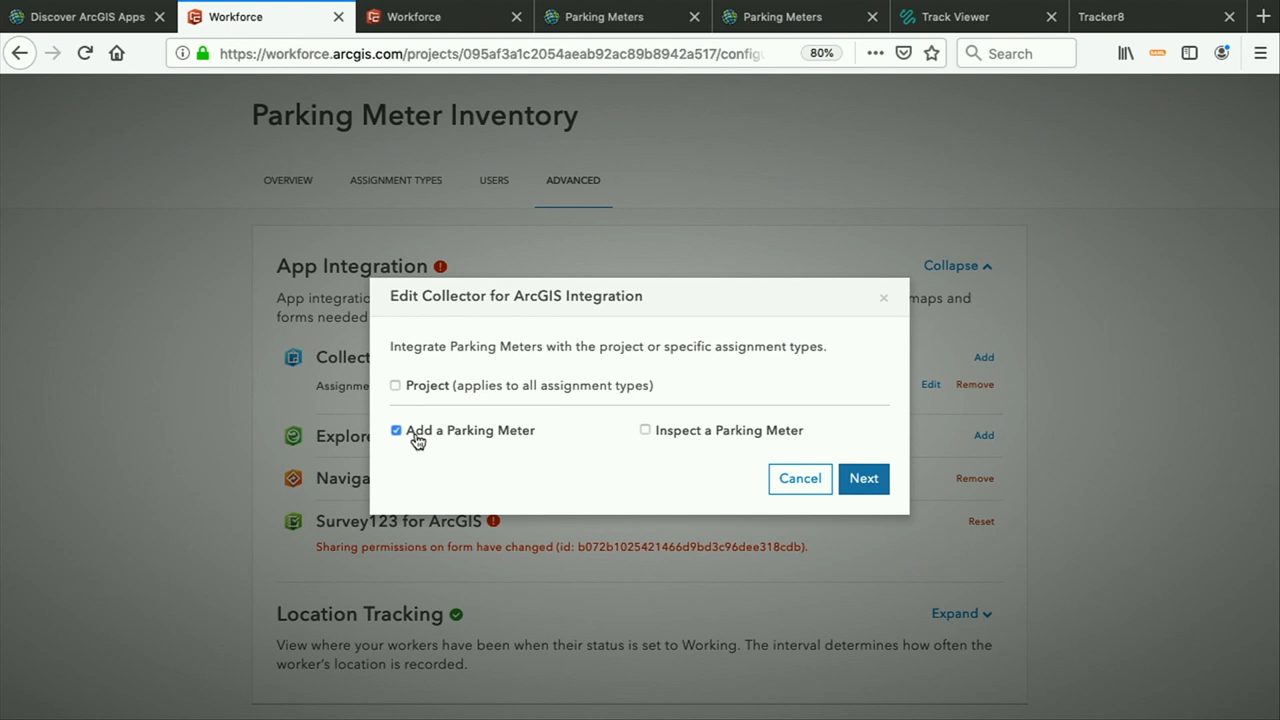 Discover ArcGIS Apps
Workforce
Workforce
Parking Meters
Parking Meters
Track Viewer
Tracker8
https://workforce.arcgis.com/projects/095af3a1c2054aeab92ac89b8942a517/config
80%
Search
Parking Meter Inventory
OVERVIEW
ASSIGNMENT TYPES
USERS
ADVANCED
App Integration
Collapse
App integration
maps and
forms needed
Edit Collector for ArcGIS Integration
Integrate Parking Meters with the project or specific assignment types.
Project (applies to all assignment types)
Add a Parking Meter
Inspect a Parking Meter
Cancel
Next
Collect
Add
Assignme
Edit
Remove
Explore
Add
Naviga
Remove
Survey123 for ArcGIS
Reset
Sharing permissions on form have changed (id: b072b1025421466d9bd3c96dee318cdb).
Location Tracking
Expand
View where your workers have been when their status is set to Working. The interval determines how often the
worker's location is recorded.